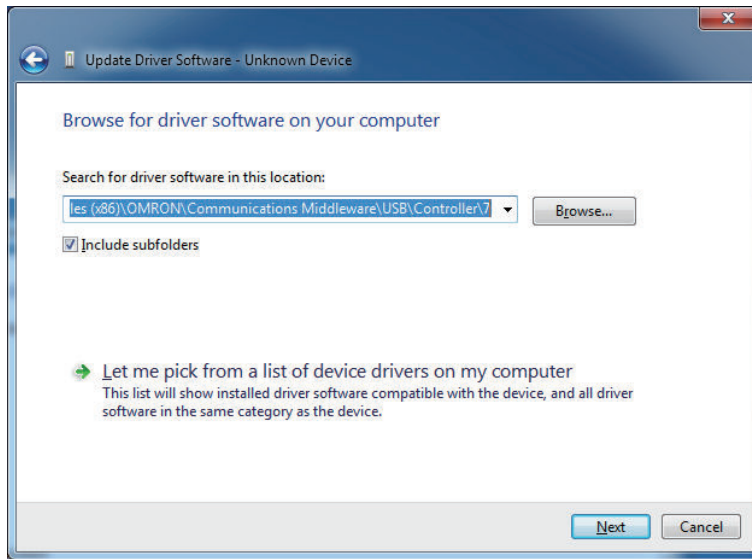 Update Driver Software - Unknown Device
Browse for driver software on your computer
Search for driver software in this location:
les (x86)\OMRON\Communications Middleware\USB\Controller\7
Browse...
Include subfolders
Let me pick from a list of device drivers on my computer
This list will show installed driver software compatible with the device, and all driver
software in the same category as the device.
Next
Cancel